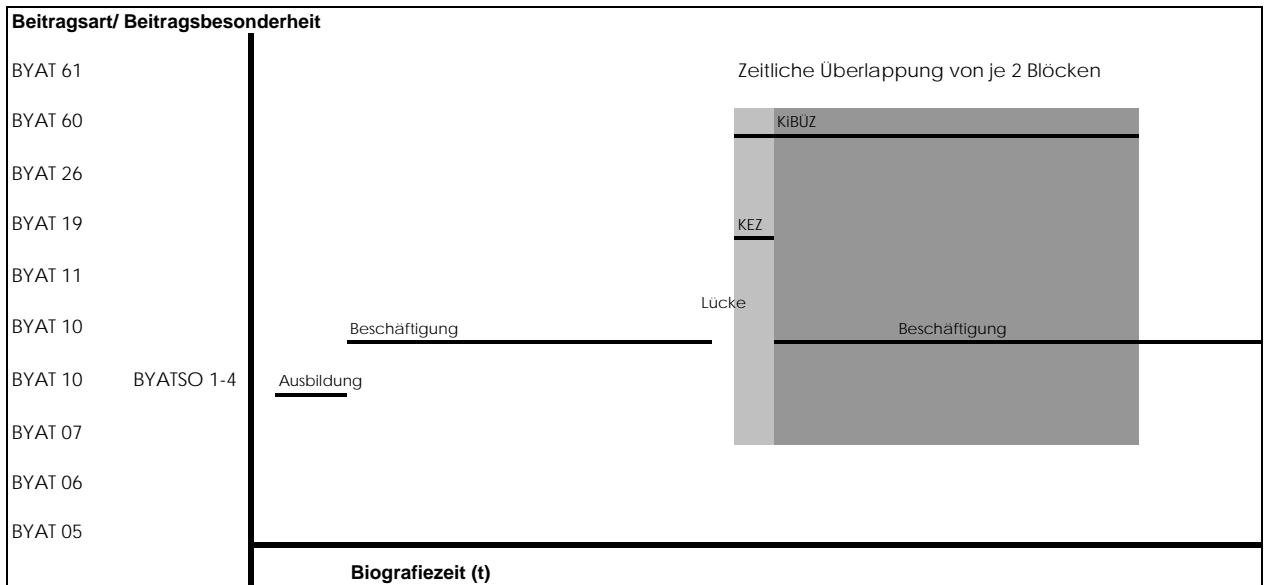 Beitragsart/ Beitragsbesonderheit
BYAT 61
Zeitliche Überlappung von je 2 Blöcken
BYAT 60
KiBÜZ
BYAT 26
BYAT 19
KEZ
BYAT 11
Lücke
BYAT 10
Beschäftigung
Beschäftigung
BYAT 10 BYATSO 1-4
Ausbildung
BYAT 07
BYAT 06
BYAT 05
Biografiezeit (t)